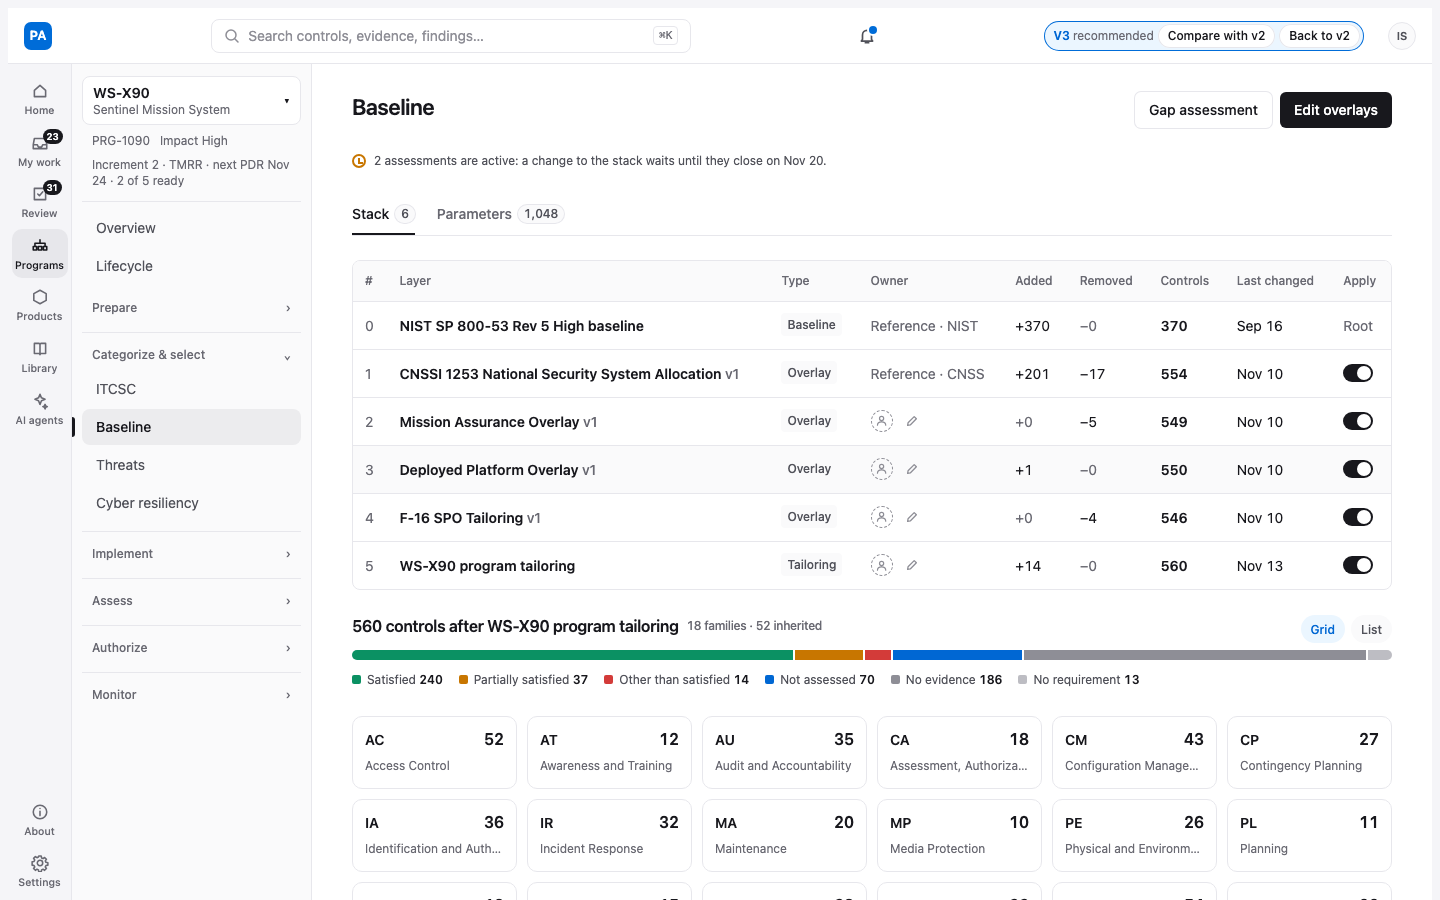 PA
Search controls, evidence, findings...
⌘K
V3 recommended
Compare with v2
Back to v2
IS
Home
23
My work
31
Review
Programs
Products
Library
AI agents
About
Settings
WS-X90
Sentinel Mission System
PRG-1090 Impact High
Increment 2 · TMRR · next PDR Nov
24 · 2 of 5 ready
Overview
Lifecycle
Prepare
Categorize & select
ITCSC
Baseline
Threats
Cyber resiliency
Implement
Assess
Authorize
Monitor
Baseline
Gap assessment
Edit overlays
2 assessments are active: a change to the stack waits until they close on Nov 20.
Stack 6
Parameters 1,048
# Layer Type Owner Added Removed Controls Last changed Apply
0 NIST SP 800-53 Rev 5 High baseline Baseline Reference · NIST +370 −0 370 Sep 16 Root
1 CNSSI 1253 National Security System Allocation v1 Overlay Reference · CNSS +201 −17 554 Nov 10
2 Mission Assurance Overlay v1 Overlay +0 −5 549 Nov 10
3 Deployed Platform Overlay v1 Overlay +1 −0 550 Nov 10
4 F-16 SPO Tailoring v1 Overlay +0 −4 546 Nov 10
5 WS-X90 program tailoring Tailoring +14 −0 560 Nov 13
560 controls after WS-X90 program tailoring 18 families · 52 inherited
Grid
List
Satisfied 240 Partially satisfied 37 Other than satisfied 14 Not assessed 70 No evidence 186 No requirement 13
AC 52
Access Control
AT 12
Awareness and Training
AU 35
Audit and Accountability
CA 18
Assessment, Authoriza...
CM 43
Configuration Manage...
CP 27
Contingency Planning
IA 36
Identification and Auth...
IR 32
Incident Response
MA 20
Maintenance
MP 10
Media Protection
PE 26
Physical and Environm...
PL 11
Planning